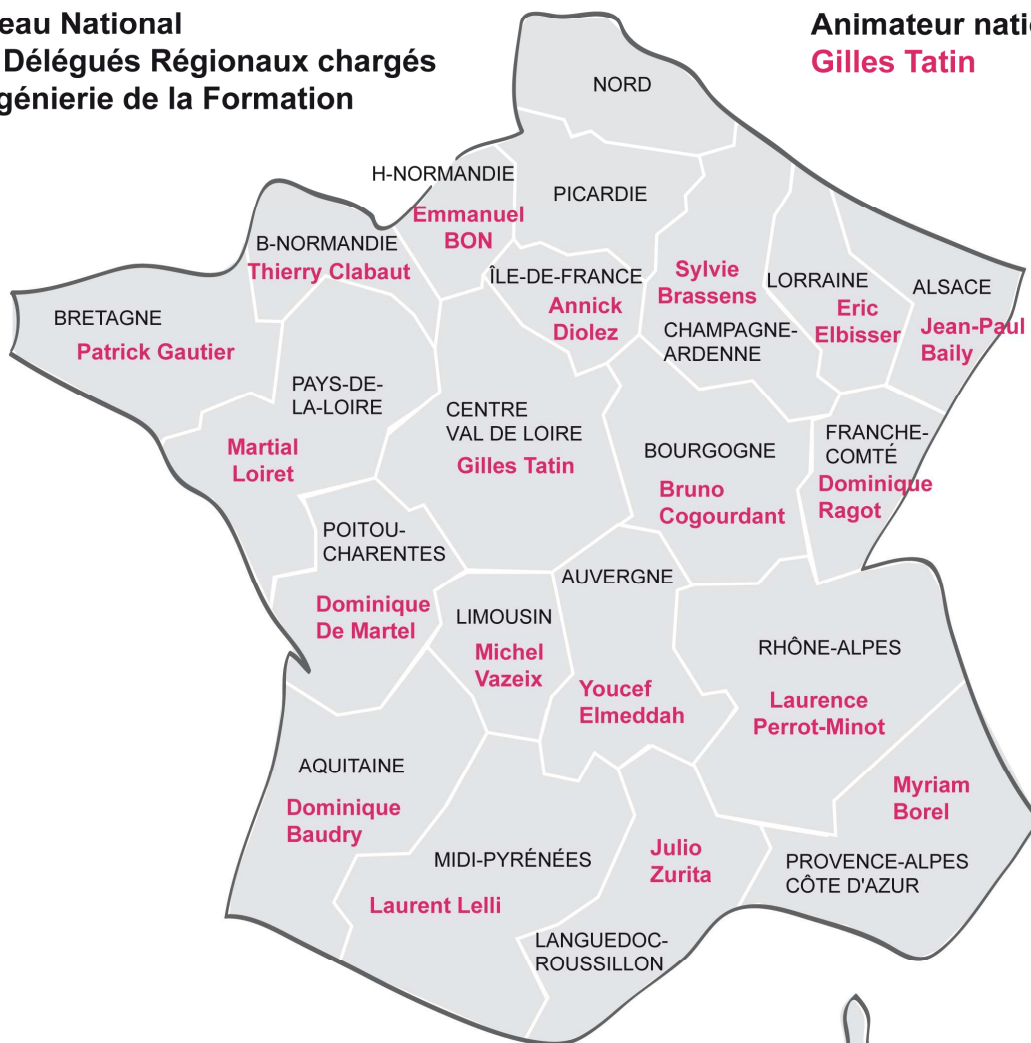 eau National
Délégués Régionaux chargés
génierie de la Formation
Animateur natio
Gilles Tatin
NORD
H-NORMANDIE
Emmanuel
BON
PICARDIE
B-NORMANDIE
Thierry Clabaut
ÎLE-DE-FRANCE
Annick
Diolez
Sylvie
Brassens
CHAMPAGNE-
ARDENNE
LORRAINE
Eric
Elbisser
ALSACE
Jean-Paul
Baily
BRETAGNE
Patrick Gautier
PAYS-DE-
LA-LOIRE
Martial
Loiret
CENTRE
VAL DE LOIRE
Gilles Tatin
BOURGOGNE
Bruno
Cogourdant
FRANCHE-
COMTÉ
Dominique
Ragot
POITOU-
CHARENTES
Dominique
De Martel
LIMOUSIN
Michel
Vazeix
AUVERGNE
Youcef
Elmeddah
RHÔNE-ALPES
Laurence
Perrot-Minot
AQUITAINE
Dominique
Baudry
MIDI-PYRÉNÉES
Laurent Lelli
Julio
Zurita
LANGUEDOC-
ROUSSILLON
Myriam
Borel
PROVENCE-ALPES
CÔTE D'AZUR